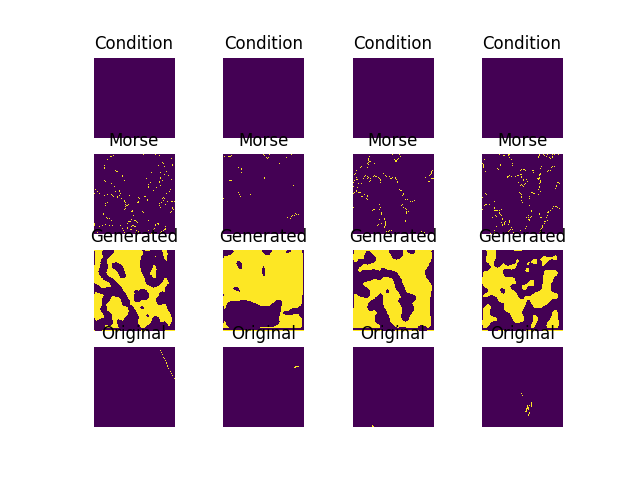 Condition Condition Condition Condition
Morse Morse Morse Morse
Generated Generated Generated Generated
Original Original Original Original